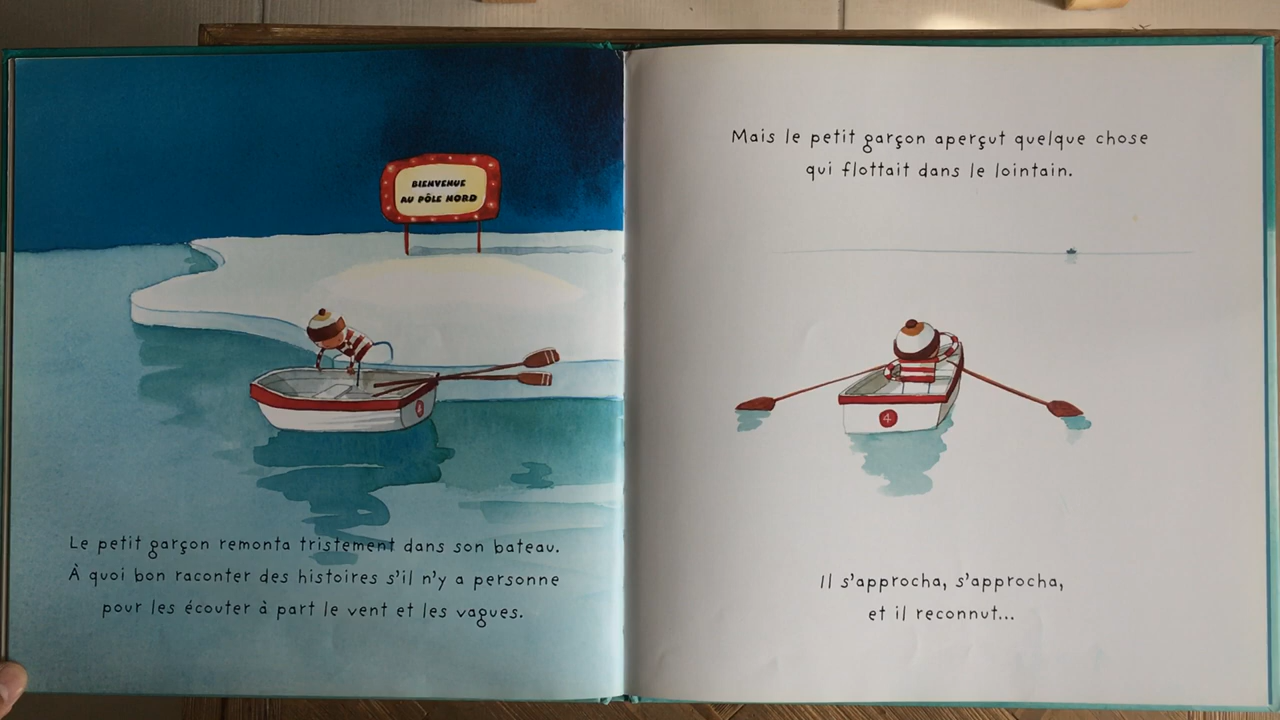 BIENVENUE
AU PÔLE NORD
4
Le petit garçon remonta tristement dans son bateau.
À quoi bon raconter des histoires s'il n'y a personne
pour les écouter à part le vent et les vagues.
Mais le petit garçon aperçut quelque chose
qui flottait dans le lointain.
4
Il s'approcha, s'approcha,
et il reconnut...